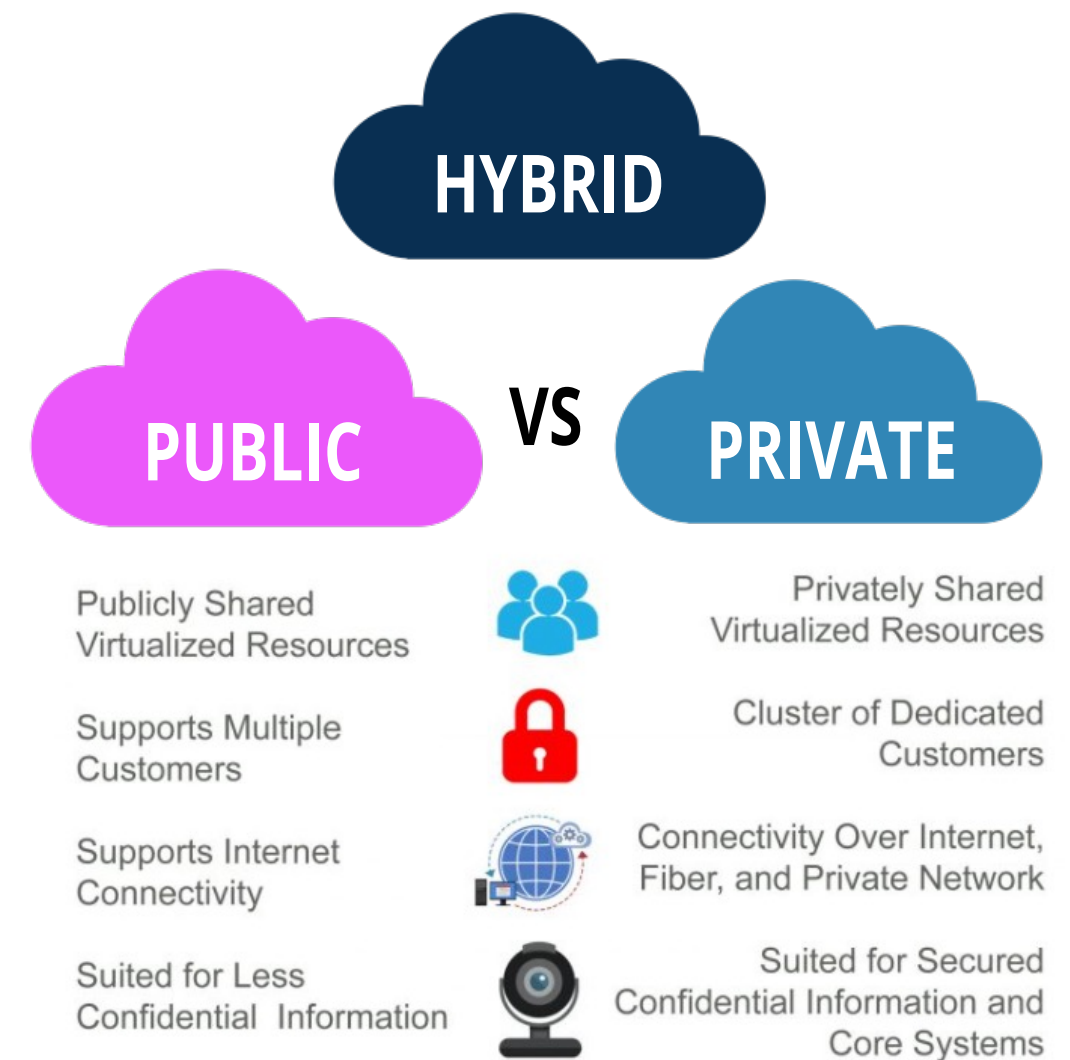 HYBRID
PUBLIC
VS
PRIVATE
Publicly Shared
Virtualized Resources
Privately Shared
Virtualized Resources
Supports Multiple
Customers
Cluster of Dedicated
Customers
Supports Internet
Connectivity
Connectivity Over Internet,
Fiber, and Private Network
Suited for Less
Confidential Information
Suited for Secured
Confidential Information and
Core Systems